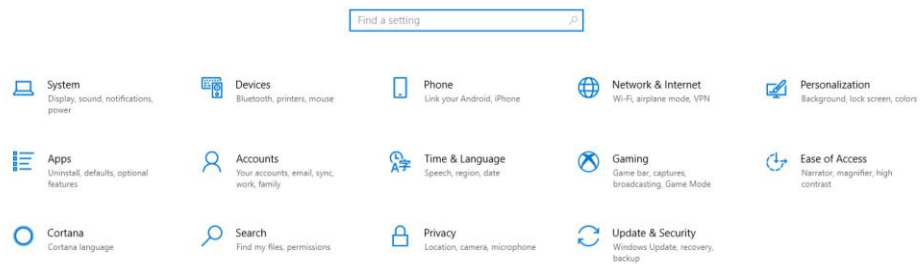 Find a setting
System
Display, sound, notifications,
power
Devices
Bluetooth, printers, mouse
Phone
Link your Android, iPhone
Network & Internet
Wi-Fi, airplane mode, VPN
Personalization
Background, lock screen, colors
Apps
Uninstall, defaults, optional
features
Accounts
Your accounts, email, sync,
work, family
Time & Language
Speech, region, date
Gaming
Game bar, captures,
broadcasting, Game Mode
Ease of Access
Narrator, magnifier, high
contrast
Cortana
Cortana language
Search
Find my files, permissions
Privacy
Location, camera, microphone
Update & Security
Windows Update, recovery,
backup